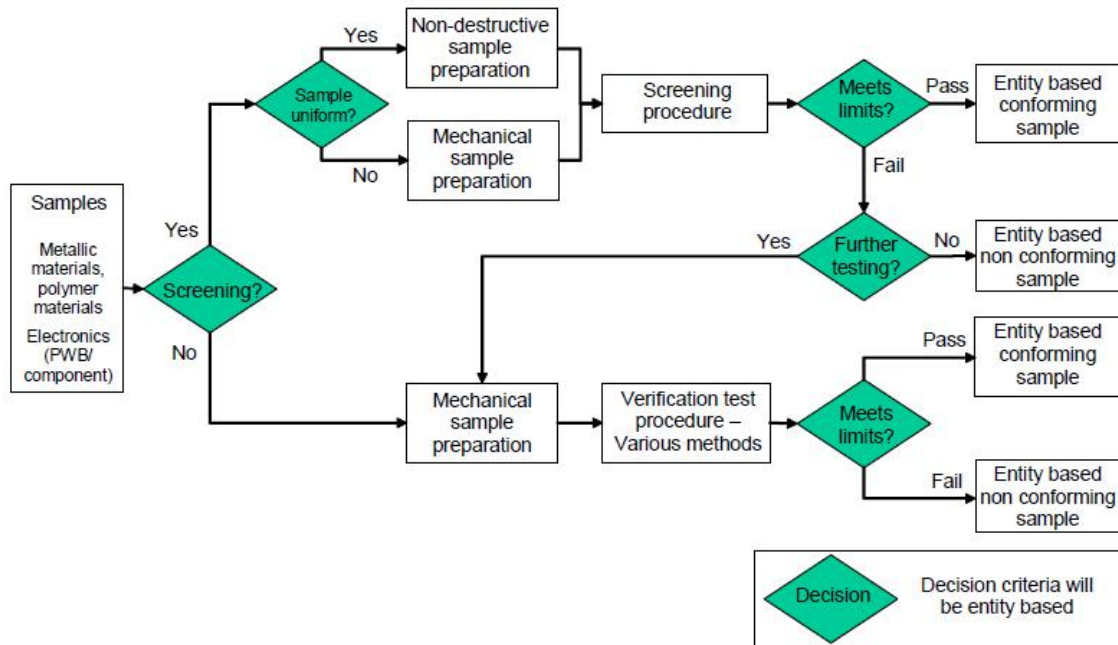 Yes
Non-destructive
sample
preparation
Sample
uniform?
No
Mechanical
sample
preparation
Screening
procedure
Meets
limits?
Pass
Entity based
conforming
sample
Fail
Samples
Metallic
materials,
polymer
materials
Electronics
(PWB/
component)
Yes
Screening?
No
Yes
Further
testing?
No
Entity based
non conforming
sample
Mechanical
sample
preparation
Verification test
procedure –
Various methods
Meets
limits?
Pass
Entity based
conforming
sample
Fail
Entity based
non conforming
sample
Decision
Decision criteria will
be entity based